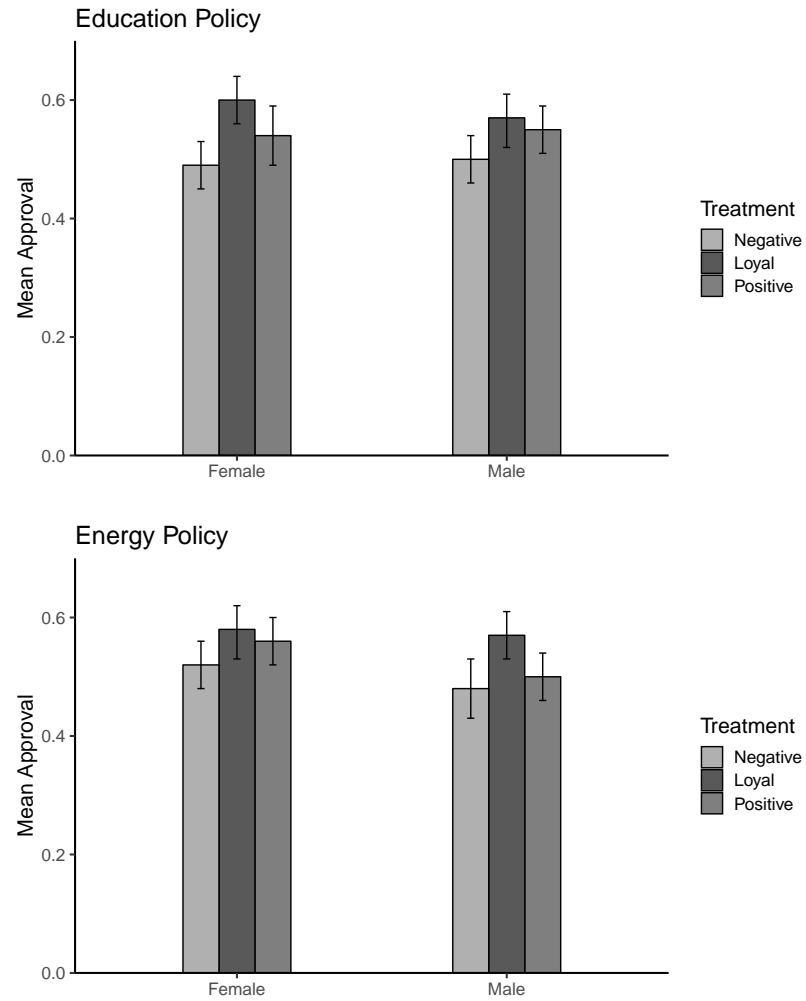 Education Policy
Mean Approval
0.6
0.4
0.2
0.0
Female
Male
Treatment
Negative
Loyal
Positive
Energy Policy
Mean Approval
0.6
0.4
0.2
0.0
Female
Male
Treatment
Negative
Loyal
Positive